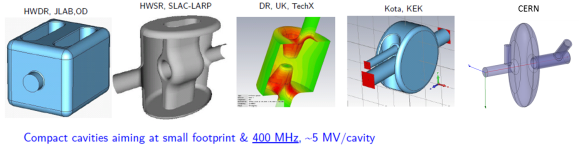 HWDR, JLAB,OD
HWSR, SLAC-LARP
DR, UK, TechX
Kota, KEK
CERN
Compact cavities aiming at small footprint & 400 MHz, ~5 MV/cavity